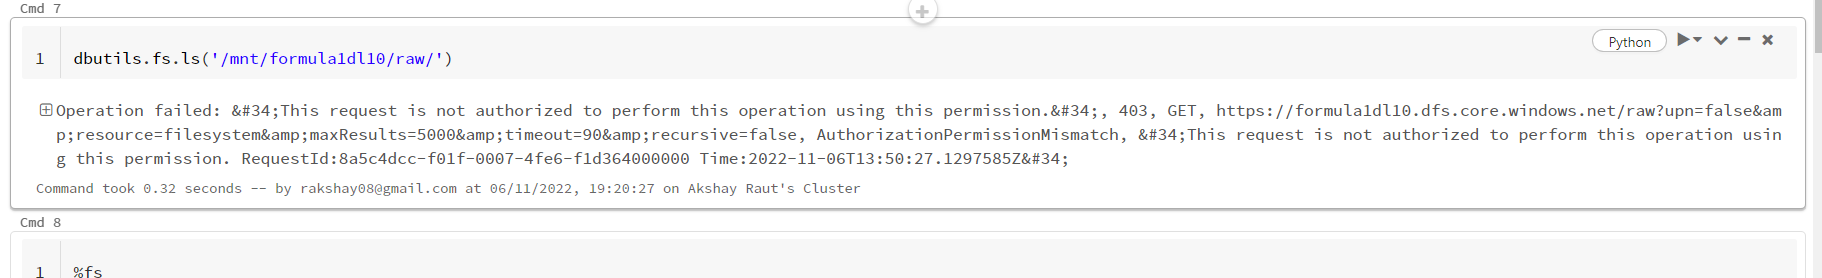 Cmd 7
Python
1 dbutils.fs.ls('/mnt/formula1dl10/raw/')
Operation failed: &#34;This request is not authorized to perform this operation using this permission.&#34;, 403, GET, https://formula1dl10.dfs.core.windows.net/raw?upn=false&am
p;resource=filesystem&amp;maxResults=5000&amp;timeout=90&amp;recursive=false, AuthorizationPermissionMismatch, &#34;This request is not authorized to perform this operation usin
g this permission. RequestId:8a5c4dcc-f01f-0007-4fe6-f1d364000000 Time:2022-11-06T13:50:27.1297585Z&#34;
Command took 0.32 seconds -- by rakshay08@gmail.com at 06/11/2022, 19:20:27 on Akshay Raut's Cluster
Cmd 8
1 %fs